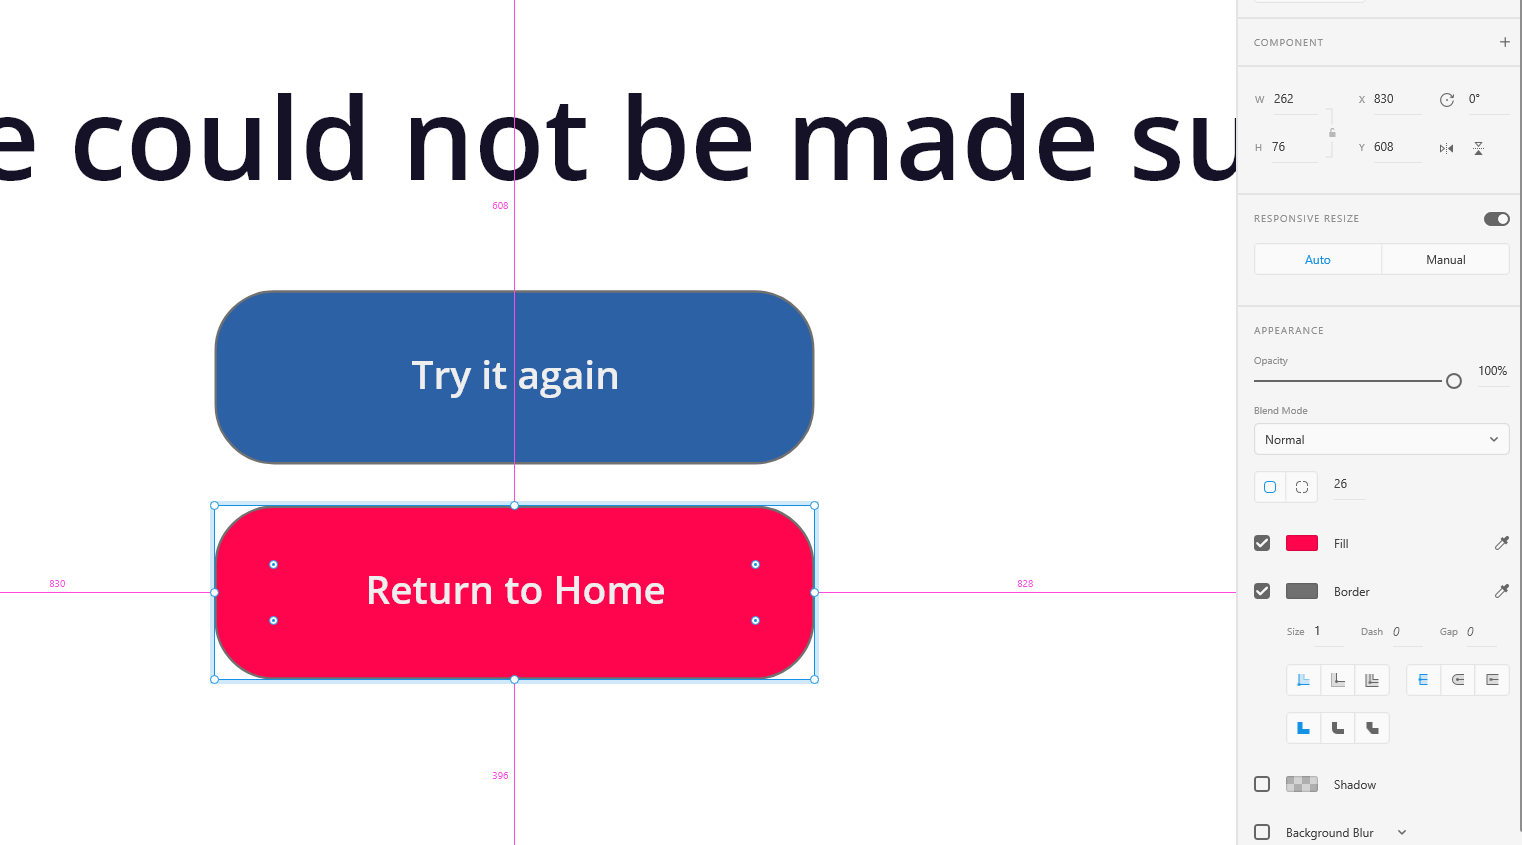 e could not be made su
608
Try it again
Return to Home
830
828
396
COMPONENT
W 262 X 830 0°
H 76 Y 608
RESPONSIVE RESIZE
Auto Manual
APPEARANCE
Opacity
100%
Blend Mode
Normal
26
Fill
Border
Size 1 Dash 0 Gap 0
Shadow
Background Blur